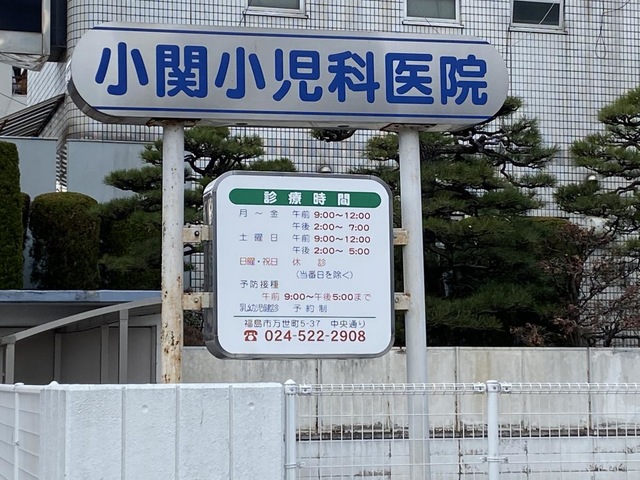 小関小児科医院
診療時間
月～金 午前 9:00～12:00
午後 2:00～7:00
土曜日 午前 9:00～12:00
午後 2:00～5:00
日曜・祝日 休 診
(当番日を除く)
予防接種
午前 9:00～午後5:00まで
乳幼児健診 予約制
福島市万世町5-37 中央通り
☎ 024-522-2908